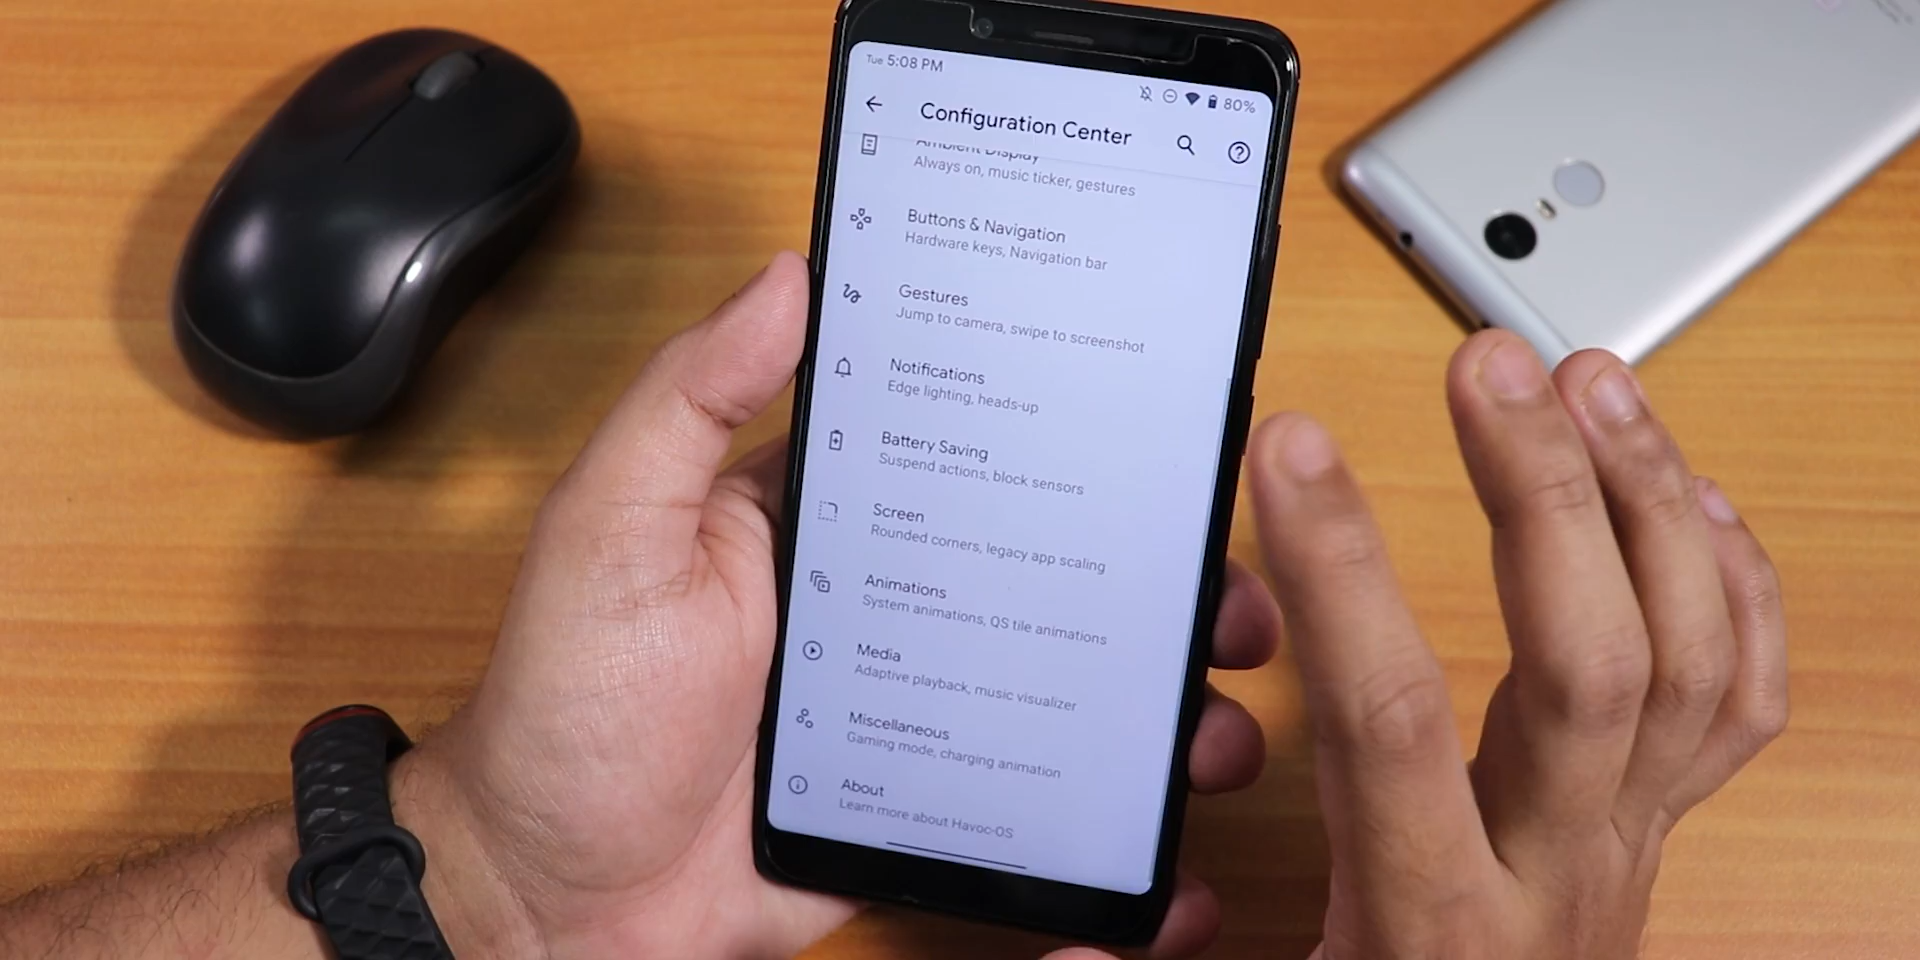 Tue 5:08 PM
80%
Configuration Center
Ambient Display
Always on, music ticker, gestures
Buttons & Navigation
Hardware keys, Navigation bar
Gestures
Jump to camera, swipe to screenshot
Notifications
Edge lighting, heads-up
Battery Saving
Suspend actions, block sensors
Screen
Rounded corners, legacy app scaling
Animations
System animations, QS tile animations
Media
Adaptive playback, music visualizer
Miscellaneous
Gaming mode, charging animation
About
Learn more about Havoc-OS